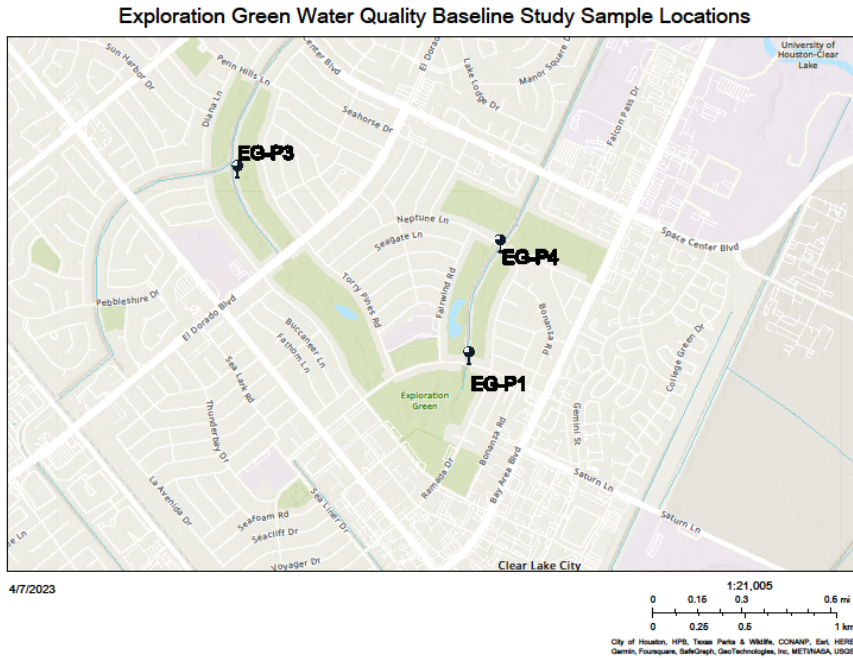 Exploration Green Water Quality Baseline Study Sample Locations
Sun Harbor Dr
Penn Hills Ln
Center Blvd
El Dorado
Lake Lodge Dr
Manor Square D
University of
Houston-Clear
Lake
Diana Ln
Seahorse Dr
Falcon Pass Dr
EG-P3
Neptune Ln
Seagate Ln
Space Center Blvd
EG-P4
Torry Pines Rd
Fairwind Rd
Pebbleshire Dr
El Dorado Blvd
Buccaneer Ln
Fathom Ln
Bonanza Rd
College Green Dr
Sea Lark Rd
EG-P1
Exploration
Green
Thunderbay Dr
Gemini St
Bonanza Rd
Ramada Dr
Bay Area Blvd
Saturn Ln
La Avenida Dr
Sea Liner Dr
Seafoam Rd
Seacliff Dr
Saturn Ln
ne Ln
Voyager Dr
Clear Lake City
4/7/2023
1:21,005
0 0.15 0.3 0.6 mi
0 0.25 0.5 1 km
City of Houston, HPB, Texas Parks & Wildlife, CONANP, Esri, HERE
Garmin, Foursquare, SafeGraph, GeoTechnologies, Inc, METI/NASA, USGS